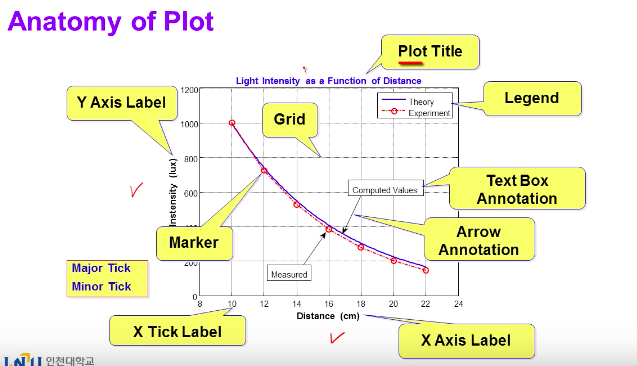 Anatomy of Plot
Plot Title
Light Intensity as a Function of Distance
Y Axis Label
Legend
Theory
Experiment
Grid
1200
1000
800
600
400
200
0
Instensity (lux)
Computed Values
Text Box
Annotation
Marker
Arrow
Annotation
Major Tick
Minor Tick
Measured
8 10 12 14 16 18 20 22 24
Distance (cm)
X Tick Label
X Axis Label
인천대학교